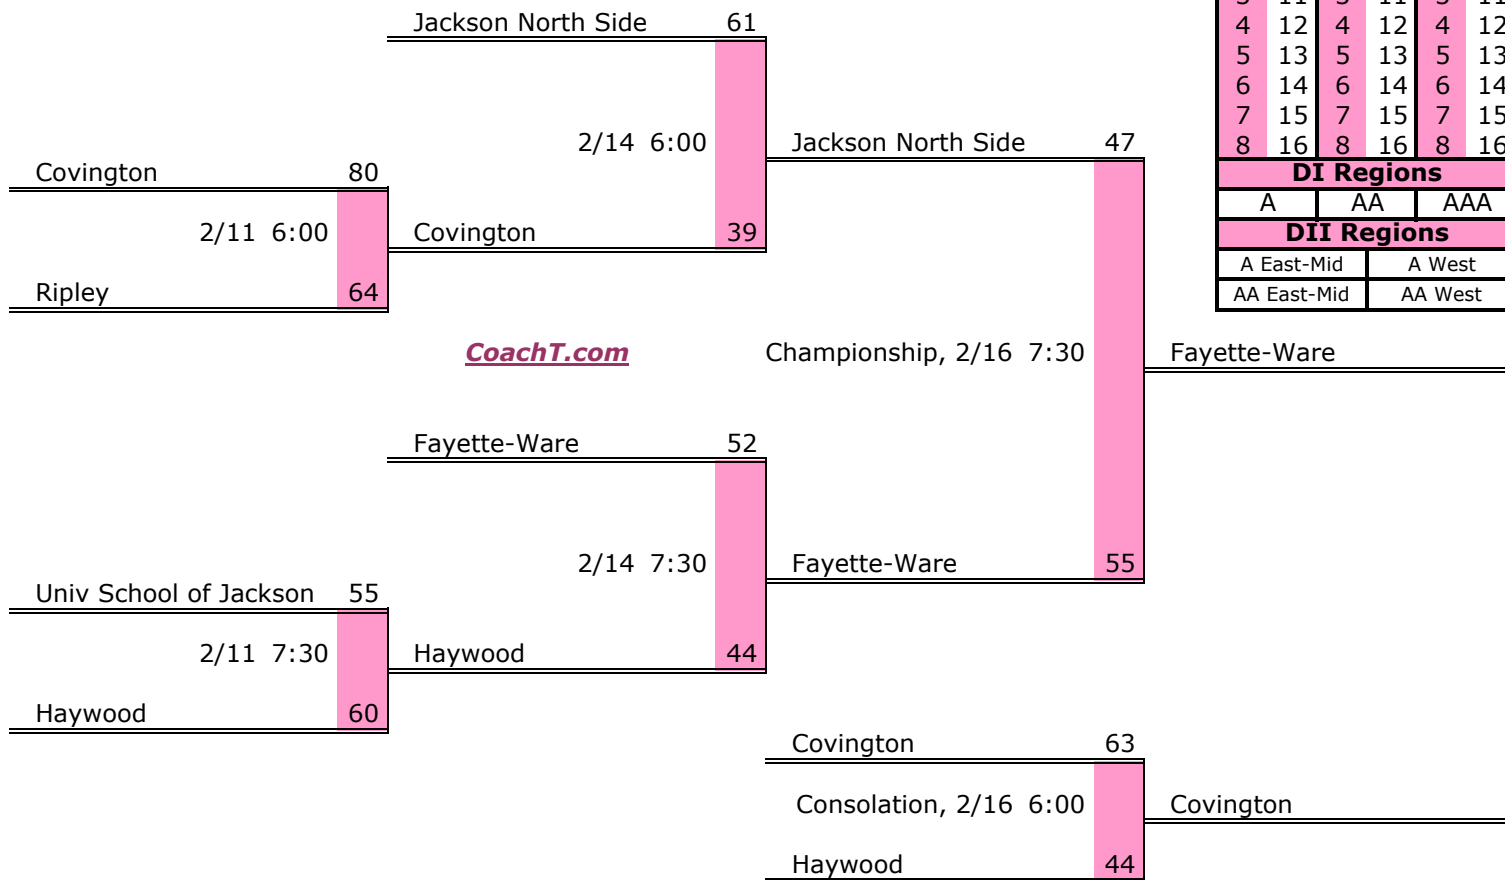 Jackson North Side 61
4 12 4 12 4 12
5 13 5 13 5 13
6 14 6 14 6 14
7 15 7 15 7 15
2/14 6:00 Jackson North Side 47
8 16 8 16 8 16
Covington 80
DI Regions
A AA AAA
2/11 6:00 Covington 39
DII Regions
A East-Mid A West
Ripley 64
AA East-Mid AA West
CoachT.com Championship, 2/16 7:30 Fayette-Ware
Fayette-Ware 52
2/14 7:30 Fayette-Ware 55
Univ School of Jackson 55
2/11 7:30 Haywood 44
Haywood 60
Covington 63
Consolation, 2/16 6:00 Covington
Haywood 44